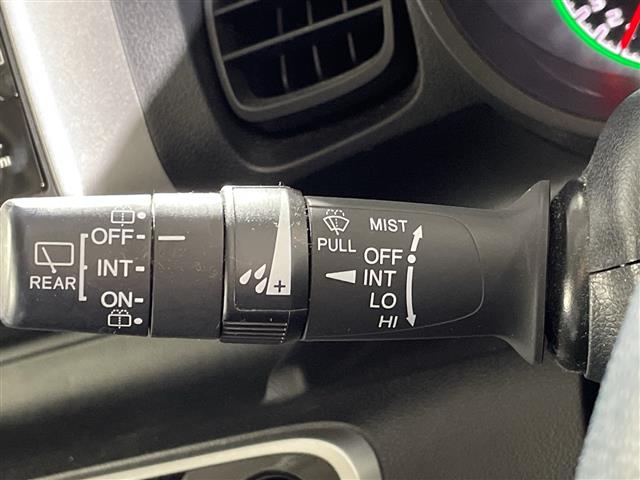 REAR
OFF
INT
ON
+
PULL
MIST
OFF
INT
LO
HI